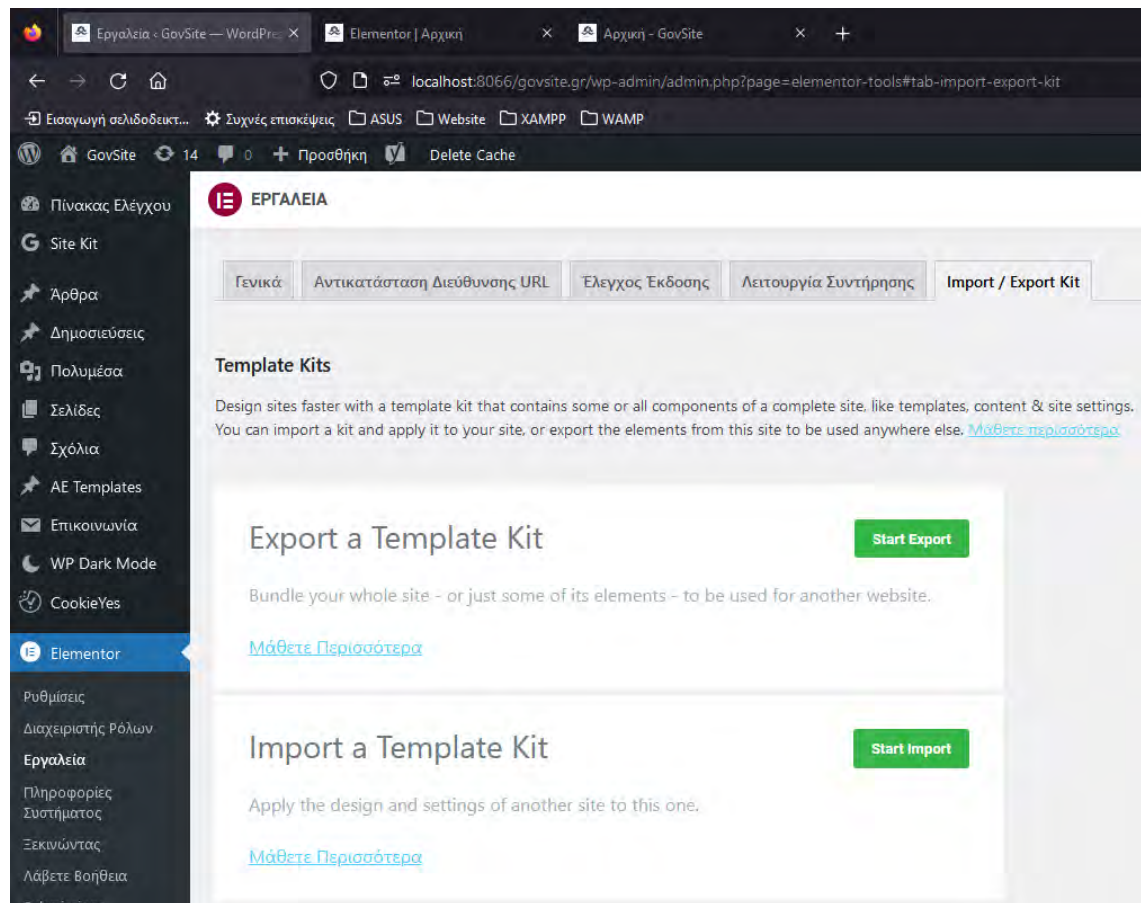 Εργαλεία ‹ GovSite — WordPre
Elementor | Αρχική
Αρχική - GovSite
localhost:8066/govsite.gr/wp-admin/admin.php?page=elementor-tools#tab-import-export-kit
Εισαγωγή σελιδοδεικτ...
Συχνές επισκέψεις
ASUS
Website
XAMPP
WAMP
GovSite
14
0
Προσθήκη
Delete Cache
Πίνακας Ελέγχου
Site Kit
Άρθρα
Δημοσιεύσεις
Πολυμέσα
Σελίδες
Σχόλια
AE Templates
Επικοινωνία
WP Dark Mode
CookieYes
Elementor
Ρυθμίσεις
Διαχειριστής Ρόλων
Εργαλεία
Πληροφορίες
Συστήματος
Ξεκινώντας
Λάβετε Βοήθεια
ΕΡΓΑΛΕΙΑ
Γενικά
Αντικατάσταση Διεύθυνσης URL
Έλεγχος Έκδοσης
Λειτουργία Συντήρησης
Import / Export Kit
Template Kits
Design sites faster with a template kit that contains some or all components of a complete site, like templates, content & site settings.
You can import a kit and apply it to your site, or export the elements from this site to be used anywhere else. Μάθετε περισσότερα
Export a Template Kit
Start Export
Bundle your whole site - or just some of its elements - to be used for another website.
Μάθετε Περισσότερα
Import a Template Kit
Start Import
Apply the design and settings of another site to this one.
Μάθετε Περισσότερα